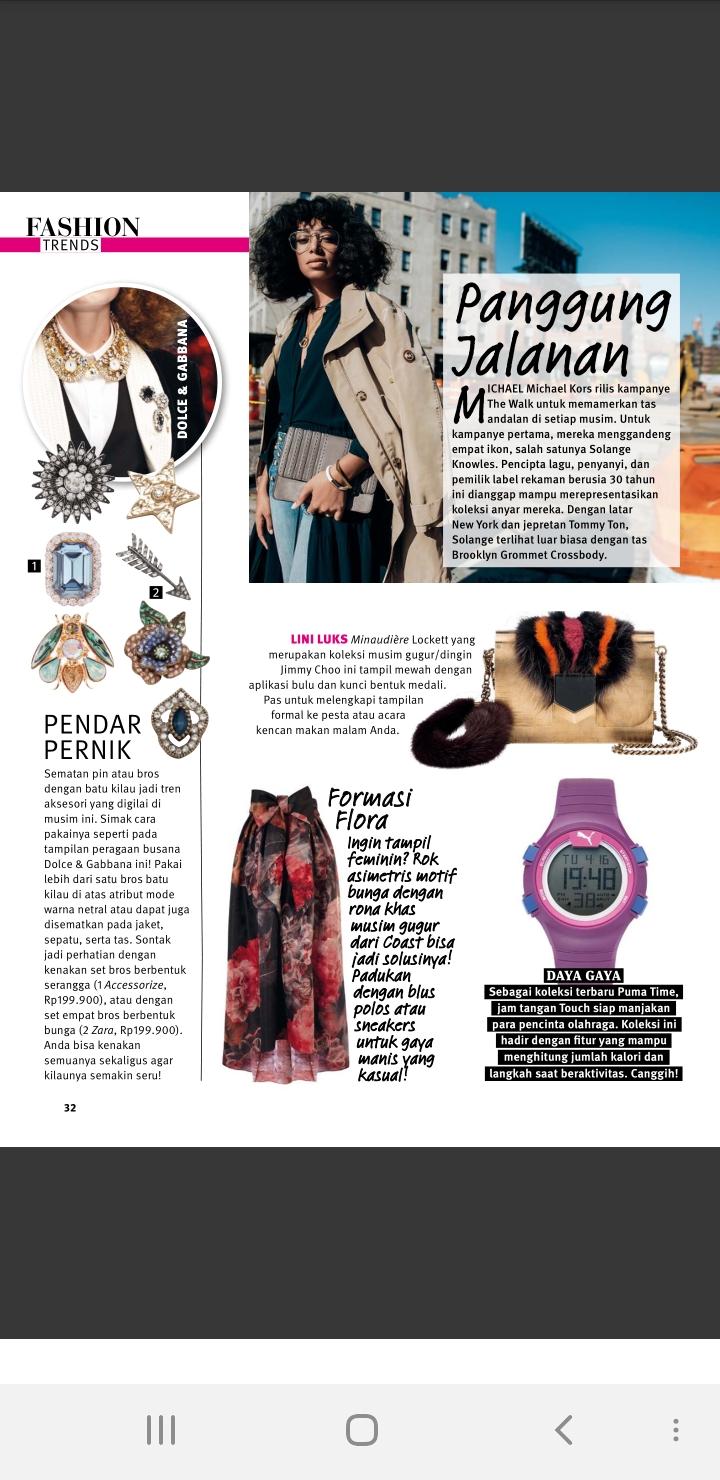 FASHION
TRENDS
DOLCE & GABBANA
1
2
PENDAR
PERNIK
Sematan pin atau bros
dengan batu kilau jadi tren
aksesori yang digilai di
musim ini. Simak cara
pakainya seperti pada
tampilan peragaan busana
Dolce & Gabbana ini! Pakai
lebih dari satu bros batu
kilau di atas atribut mode
warna netral atau dapat juga
disematkan pada jaket,
sepatu, serta tas. Sontak
jadi perhatian dengan
kenakan set bros berbentuk
serangga (1 Accessorize,
Rp199.900), atau dengan
set empat bros berbentuk
bunga (2 Zara, Rp199.900).
Anda bisa kenakan
semuanya sekaligus agar
kilaunya semakin seru!
32
Panggung
Jalanan
MICHAEL Michael Kors rilis kampanye
The Walk untuk memamerkan tas
andalan di setiap musim. Untuk
kampanye pertama, mereka menggandeng
empat ikon, salah satunya Solange
Knowles. Pencipta lagu, penyanyi, dan
pemilik label rekaman berusia 30 tahun
ini dianggap mampu merepresentasikan
koleksi anyar mereka. Dengan latar
New York dan jepretan Tommy Ton,
Solange terlihat luar biasa dengan tas
Brooklyn Grommet Crossbody.
LINI LUKS Minaudière Lockett yang
merupakan koleksi musim gugur/dingin
Jimmy Choo ini tampil mewah dengan
aplikasi bulu dan kunci bentuk medali.
Pas untuk melengkapi tampilan
formal ke pesta atau acara
kencan makan malam Anda.
Formasi
Flora
Ingin tampil
feminin? Rok
asimetris motif
bunga dengan
rona khas
musim gugur
dari Coast bisa
jadi solusinya!
Padukan
dengan blus
polos atau
sneakers
untuk gaya
manis yang
kasual!
TU 4 16
19:48
38
DAYA GAYA
Sebagai koleksi terbaru Puma Time,
jam tangan Touch siap manjakan
para pencinta olahraga. Koleksi ini
hadir dengan fitur yang mampu
menghitung jumlah kalori dan
langkah saat beraktivitas. Canggih!